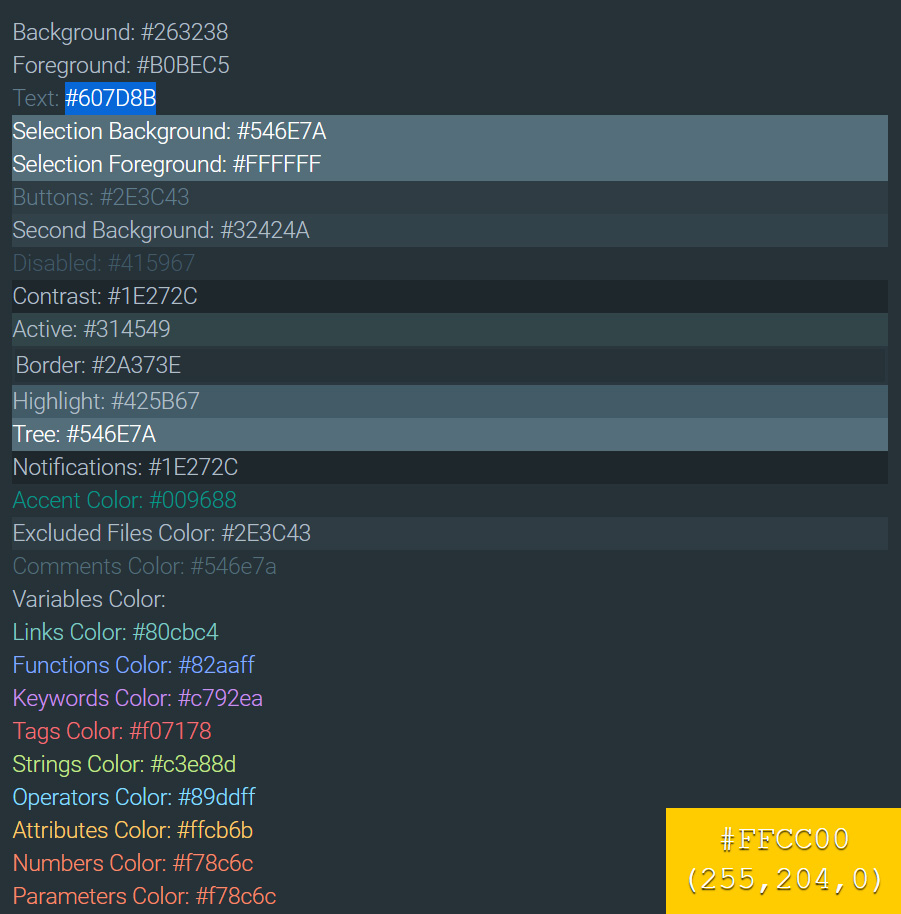 Background: #263238
Foreground: #B0BEC5
Text: #607D8B
Selection Background: #546E7A
Selection Foreground: #FFFFFF
Buttons: #2E3C43
Second Background: #32424A
Disabled: #415967
Contrast: #1E272C
Active: #314549
Border: #2A373E
Highlight: #425B67
Tree: #546E7A
Notifications: #1E272C
Accent Color: #009688
Excluded Files Color: #2E3C43
Comments Color: #546e7a
Variables Color:
Links Color: #80cbc4
Functions Color: #82aaff
Keywords Color: #c792ea
Tags Color: #f07178
Strings Color: #c3e88d
Operators Color: #89ddff
Attributes Color: #ffcb6b
Numbers Color: #f78c6c
Parameters Color: #f78c6c
#FFCC00
(255,204,0)